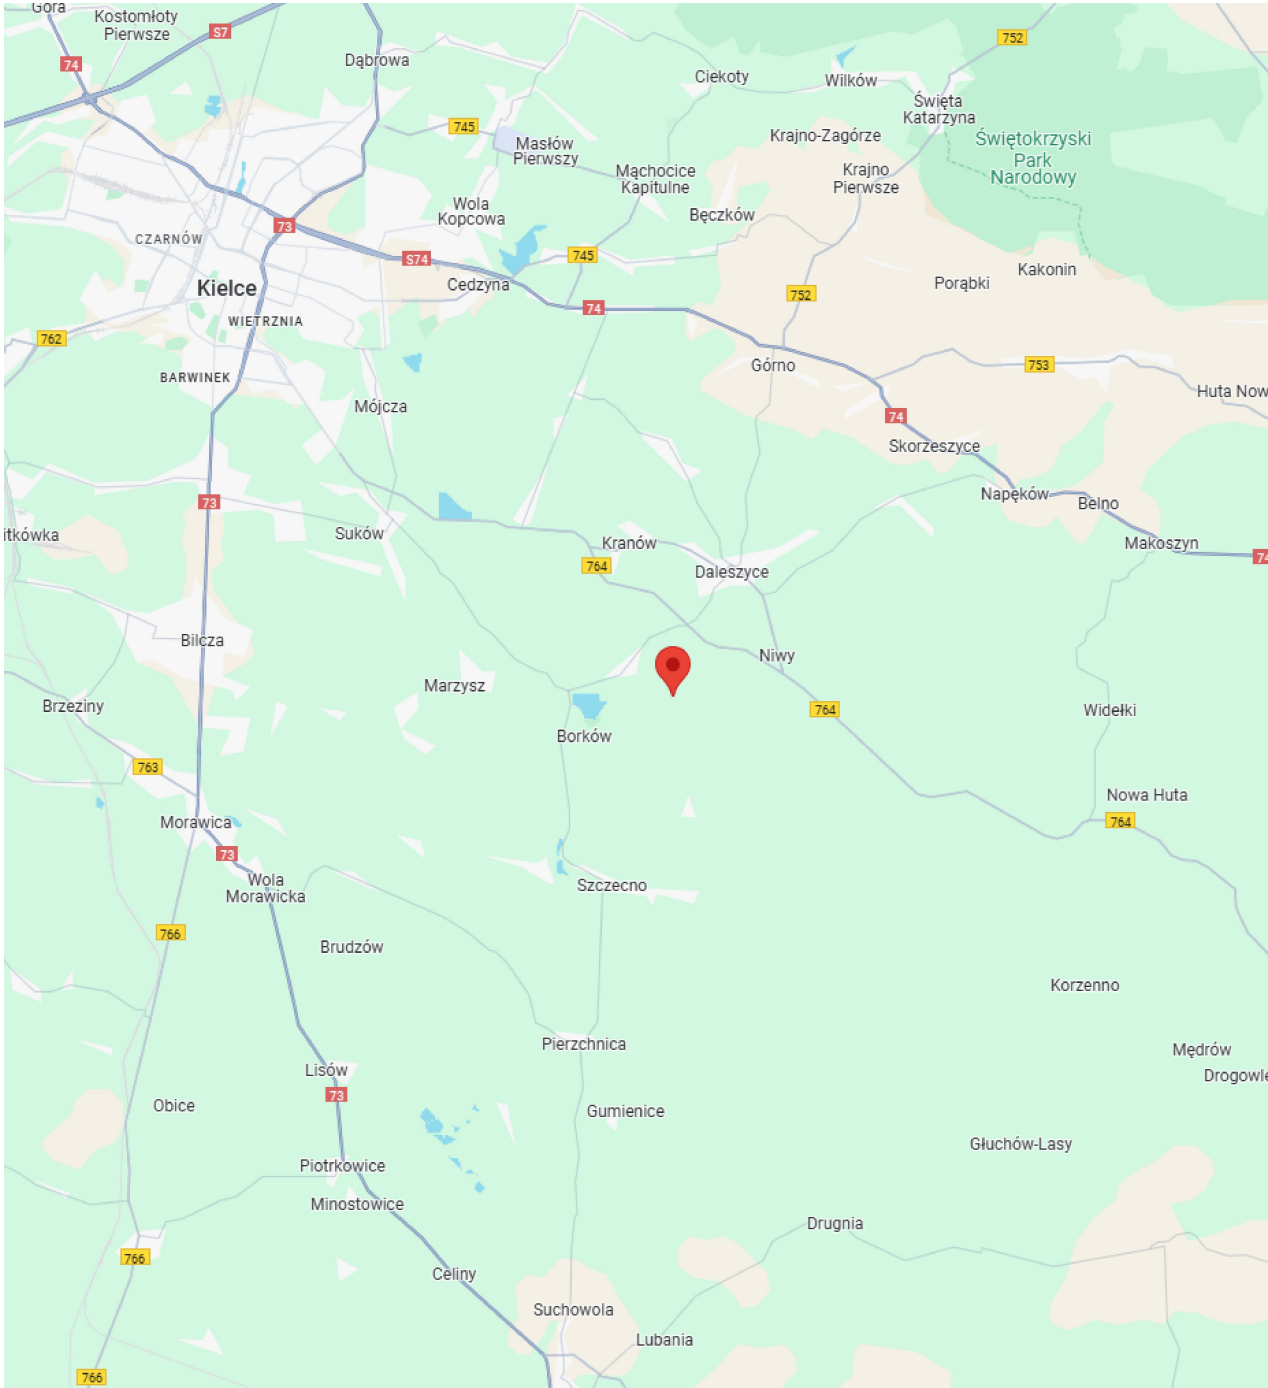 Góra
Kostomłoty
Pierwsze
S7
752
74
Dąbrowa
Ciekoty
Wilków
Święta
Katarzyna
745
Masłów
Pierwszy
Krajno-Zagórze
Świętokrzyski
Park
Narodowy
Mąchocice
Kapitulne
Krajno
Pierwsze
Wola
Kopcowa
Bęczków
73
CZARNÓW
S74
745
Kakonin
Porąbki
Kielce
Cedzyna
752
74
WIETRZNIA
762
Górno
753
BARWINEK
Huta Now
Mójcza
74
Skorzeszyce
73
Napęków
Belno
itkówka
Suków
Kranów
Makoszyn
74
764
Daleszyce
Bilcza
Niwy
Marzysz
Brzeziny
764
Widełki
Borków
763
Nowa Huta
Morawica
764
73
Wola
Morawicka
Szczecno
766
Brudzów
Korzenno
Pierzchnica
Mędrów
Lisów
Drogowle
73
Obice
Gumienice
Głuchów-Lasy
Piotrkowice
Minostowice
Drugnia
766
Celiny
Suchowola
Lubania
766